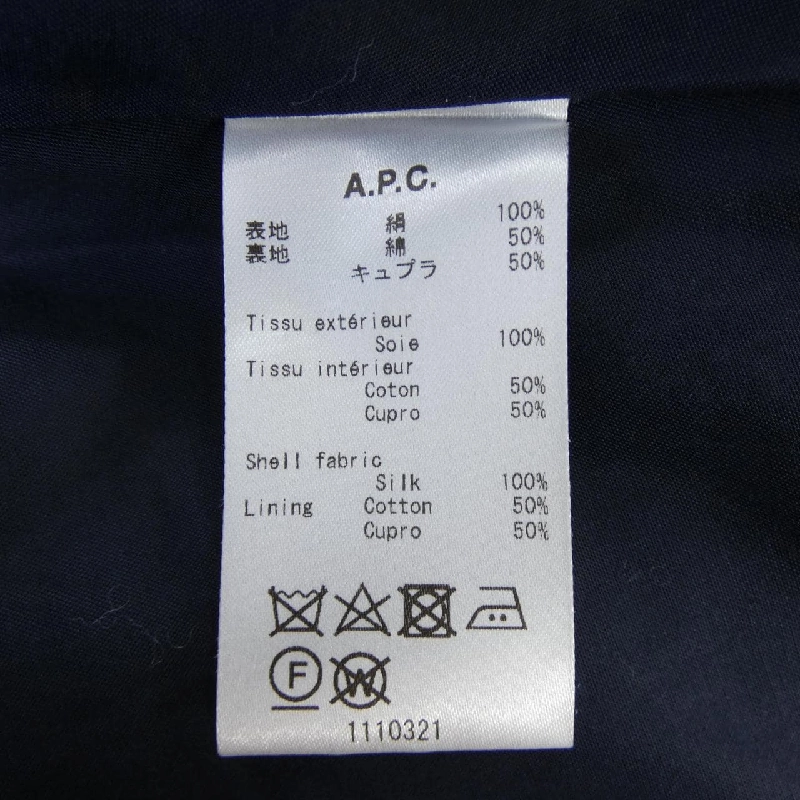 A.P.C.
表地 絹 100%
裏地 綿 50%
キュプラ 50%
Tissu extérieur
Soie 100%
Tissu intérieur
Coton 50%
Cupro 50%
Shell fabric
Silk 100%
Lining Cotton 50%
Cupro 50%
F W
1110321